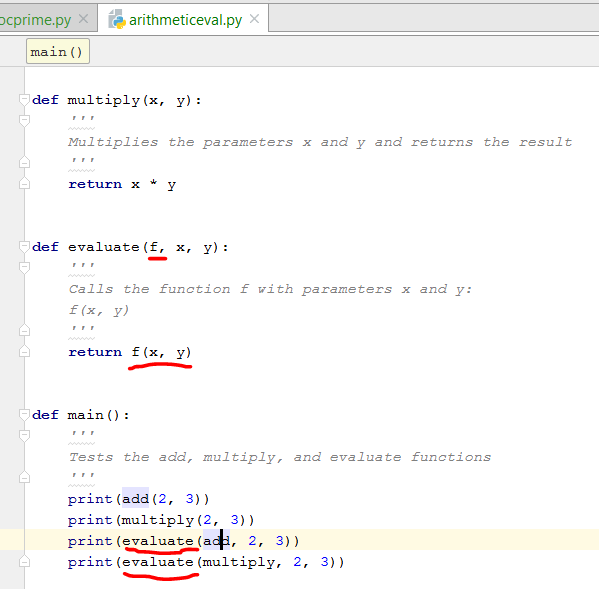 ocprime.py × arithmeticeval.py ×
main()
def multiply(x, y):
'''
Multiplies the parameters x and y and returns the result
'''
return x * y
def evaluate(f, x, y):
'''
Calls the function f with parameters x and y:
f(x, y)
'''
return f(x, y)
def main():
'''
Tests the add, multiply, and evaluate functions
'''
print(add(2, 3))
print(multiply(2, 3))
print(evaluate(add, 2, 3))
print(evaluate(multiply, 2, 3))